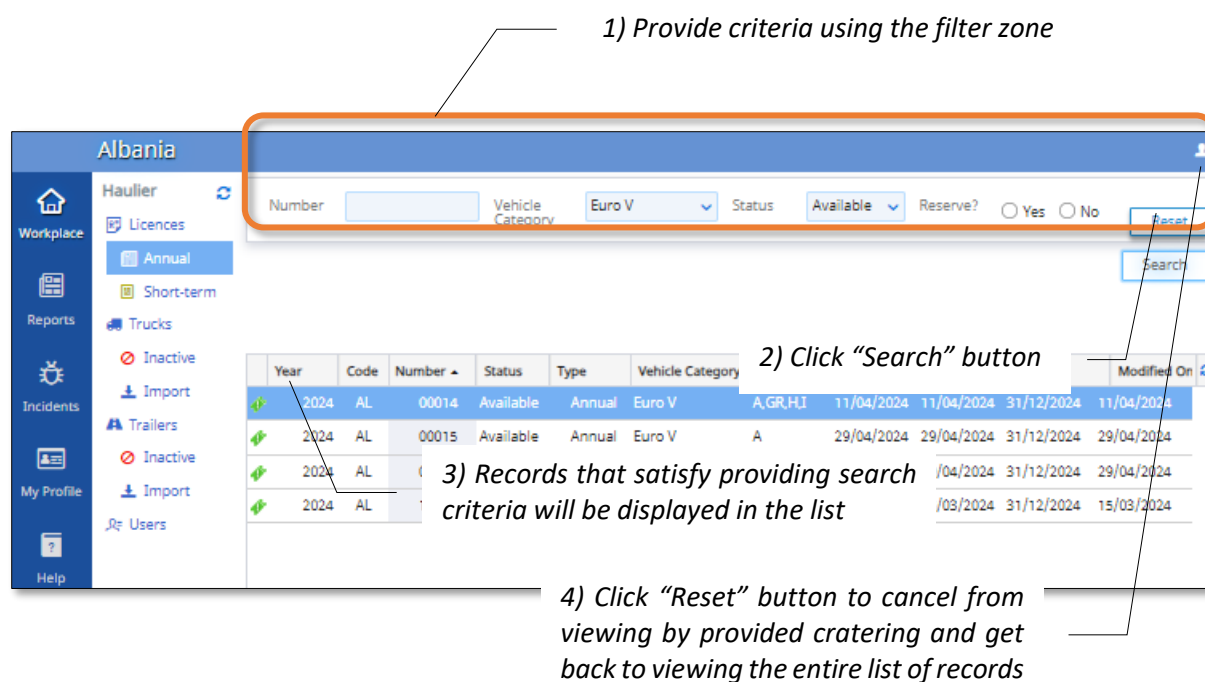 1) Provide criteria using the filter zone
Albania
Workplace
Reports
Incidents
My Profile
Help
Haulier
Licences
Annual
Short-term
Trucks
Inactive
Import
Trailers
Inactive
Import
Users
Number Vehicle Category Euro V Status Available Reserve? Yes No Reset
Search
2) Click “Search” button
Year Code Number Status Type Vehicle Category Modified On
2024 AL 00014 Available Annual Euro V A,GR,H,I 11/04/2024 11/04/2024 31/12/2024 11/04/2024
2024 AL 00015 Available Annual Euro V A 29/04/2024 29/04/2024 31/12/2024 29/04/2024
2024 AL /04/2024 31/12/2024 29/04/2024
2024 AL /03/2024 31/12/2024 15/03/2024
3) Records that satisfy providing search
criteria will be displayed in the list
4) Click “Reset” button to cancel from
viewing by provided cratering and get
back to viewing the entire list of records